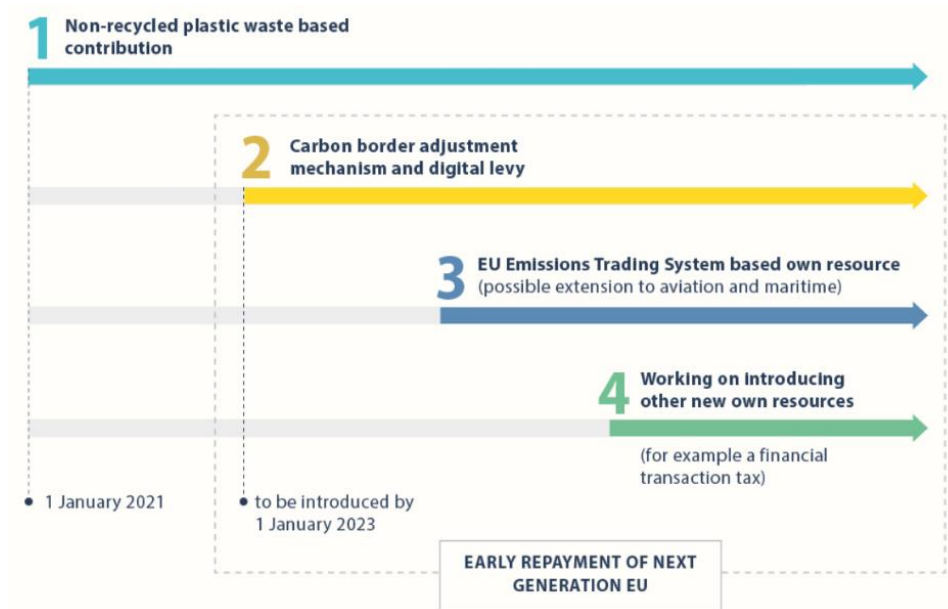 1
Non-recycled plastic waste based
contribution
2
Carbon border adjustment
mechanism and digital levy
3
EU Emissions Trading System based own resource
(possible extension to aviation and maritime)
4
Working on introducing
other new own resources
(for example a financial
transaction tax)
1 January 2021
to be introduced by
1 January 2023
EARLY REPAYMENT OF NEXT
GENERATION EU